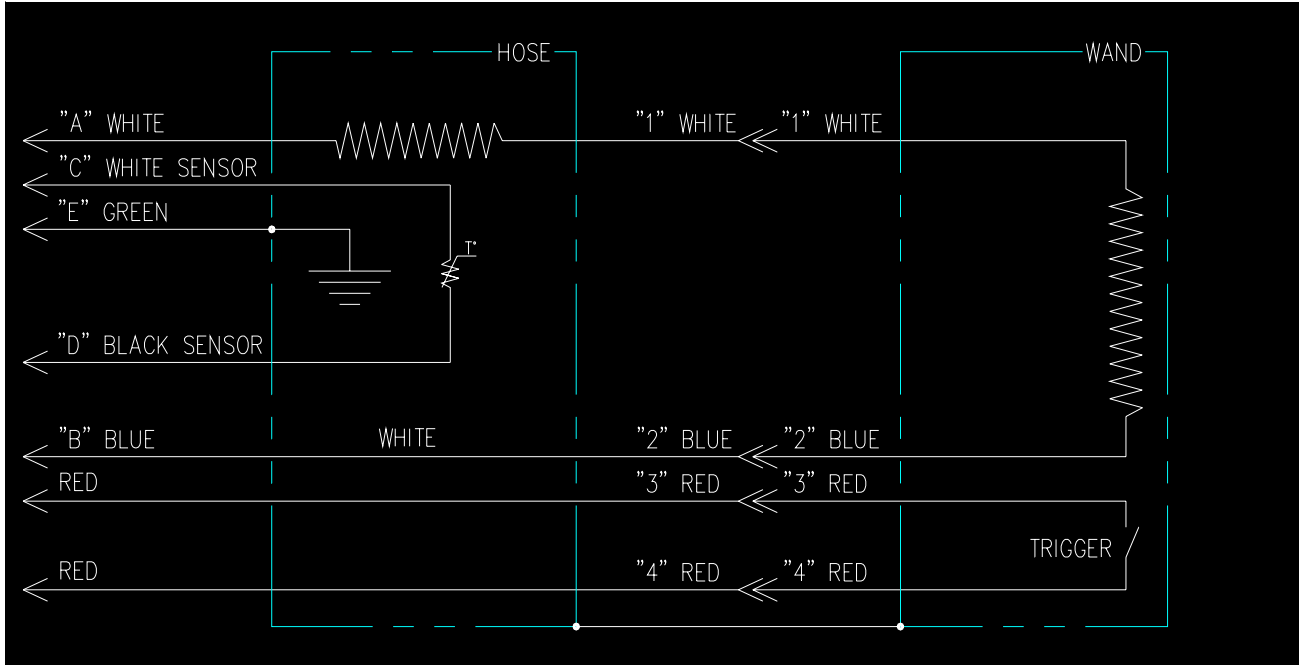 HOSE
WAND
"A" WHITE
"1" WHITE
"1" WHITE
"C" WHITE SENSOR
"E" GREEN
T°
"D" BLACK SENSOR
"B" BLUE
WHITE
"2" BLUE
"2" BLUE
RED
"3" RED
"3" RED
TRIGGER
RED
"4" RED
"4" RED